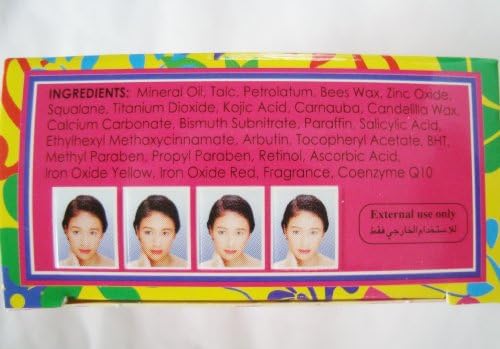 INGREDIENTS: Mineral Oil, Talc, Petrolatum, Bees Wax, Zinc Oxide,
Squalane, Titanium Dioxide, Kojic Acid, Carnauba, Candelilla Wax,
Calcium Carbonate, Bismuth Subnitrate, Paraffin, Salicylic Acid,
Ethylhexyl Methoxycinnamate, Arbutin, Tocopheryl Acetate, BHT,
Methyl Paraben, Propyl Paraben, Retinol, Ascorbic Acid,
Iron Oxide Yellow, Iron Oxide Red, Fragrance, Coenzyme Q10
External use only
للإستخدام الخارجي فقط